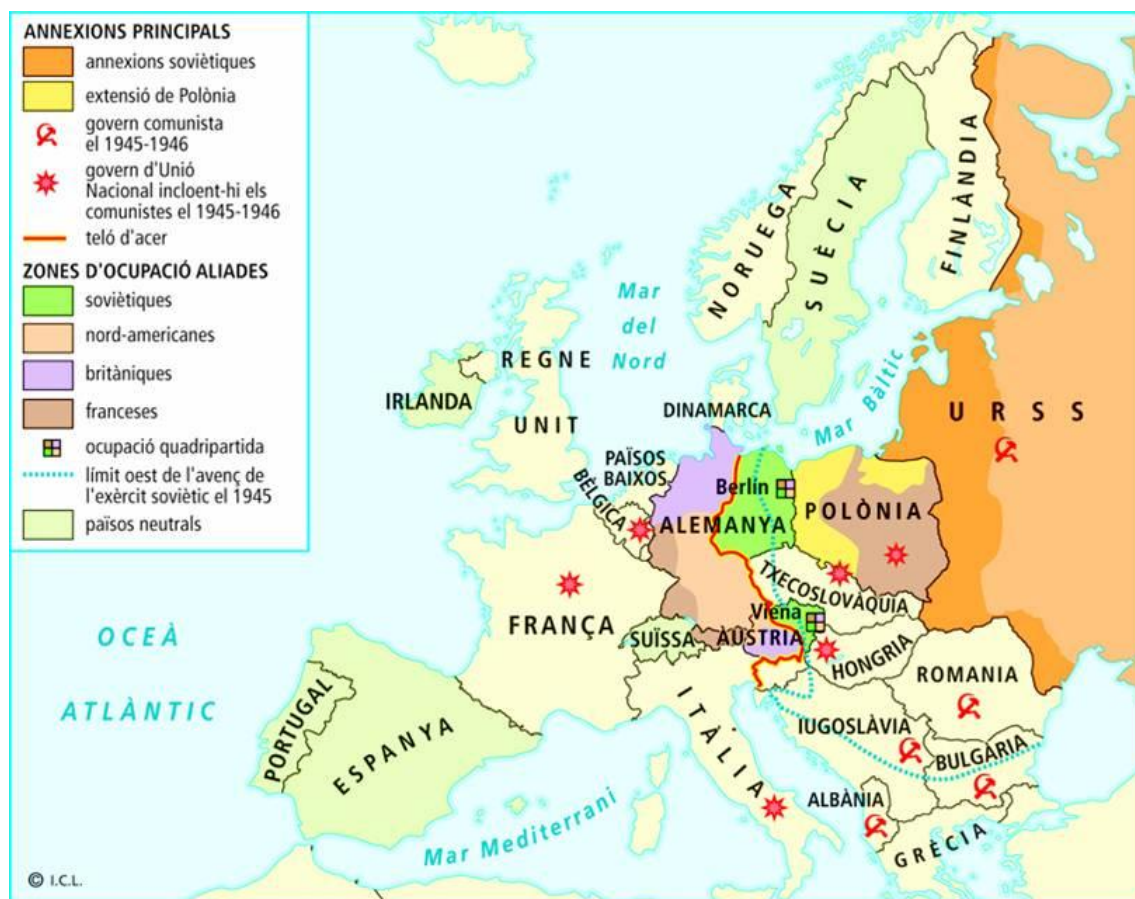 ANNEXIONS PRINCIPALS
annexions soviètiques
extensió de Polònia
govern comunista
el 1945-1946
govern d'Unió
Nacional incloent-hi els
comunistes el 1945-1946
teló d'acer
ZONES D'OCUPACIÓ ALIADES
soviètiques
nord-americanes
britàniques
franceses
ocupació quadripartida
límit oest de l'avenç de
l'exèrcit soviètic el 1945
països neutrals
NORUEGA
SUÈCIA
FINLÀNDIA
Mar
del
Nord
REGNE
UNIT
IRLANDA
DINAMARCA
Mar Bàltic
URSS
PAÏSOS
BAIXOS
BÈLGICA
Berlín
ALEMANYA
POLÒNIA
TXECOSLOVÀQUIA
FRANÇA
Viena
SUÏSSA
ÀUSTRIA
HONGRIA
ROMANIA
OCEÀ
ATLÀNTIC
PORTUGAL
ESPANYA
ITÀLIA
IUGOSLÀVIA
BULGÀRIA
ALBÀNIA
GRÈCIA
Mar Mediterrani
© I.C.L.